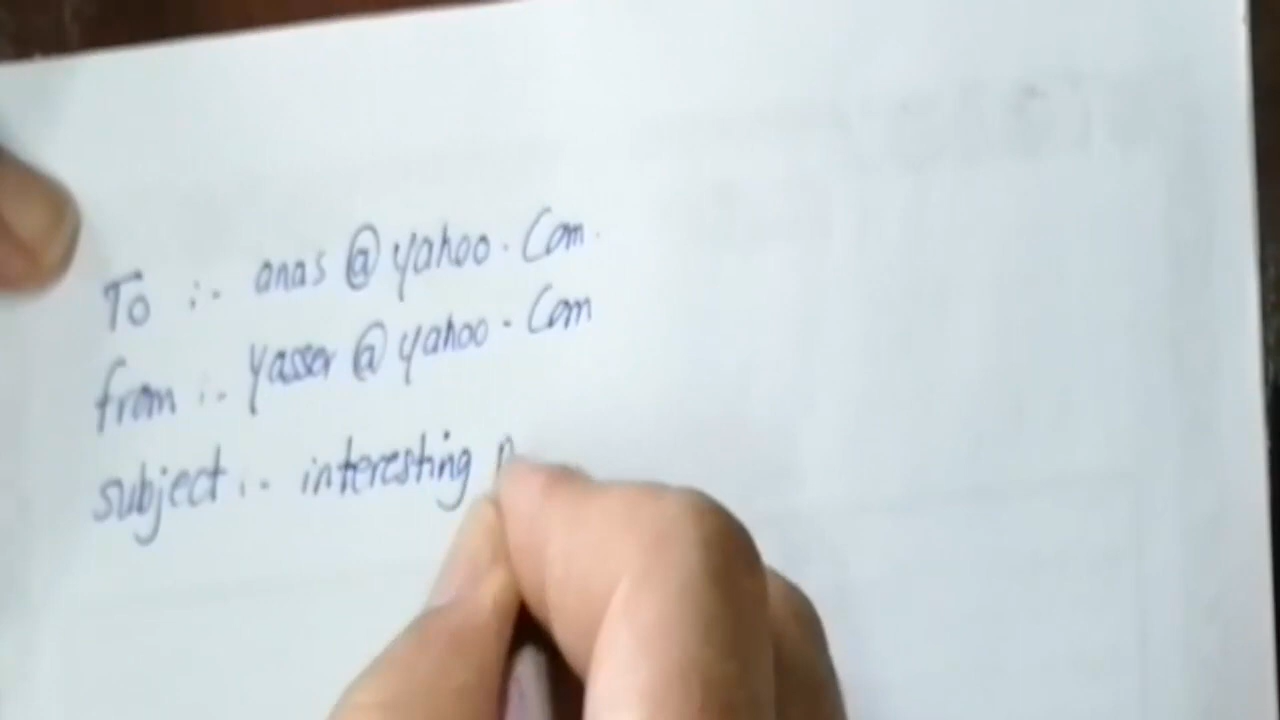 To :- anas@yahoo.com.
from :- yasser@yahoo.com
subject :- interesting